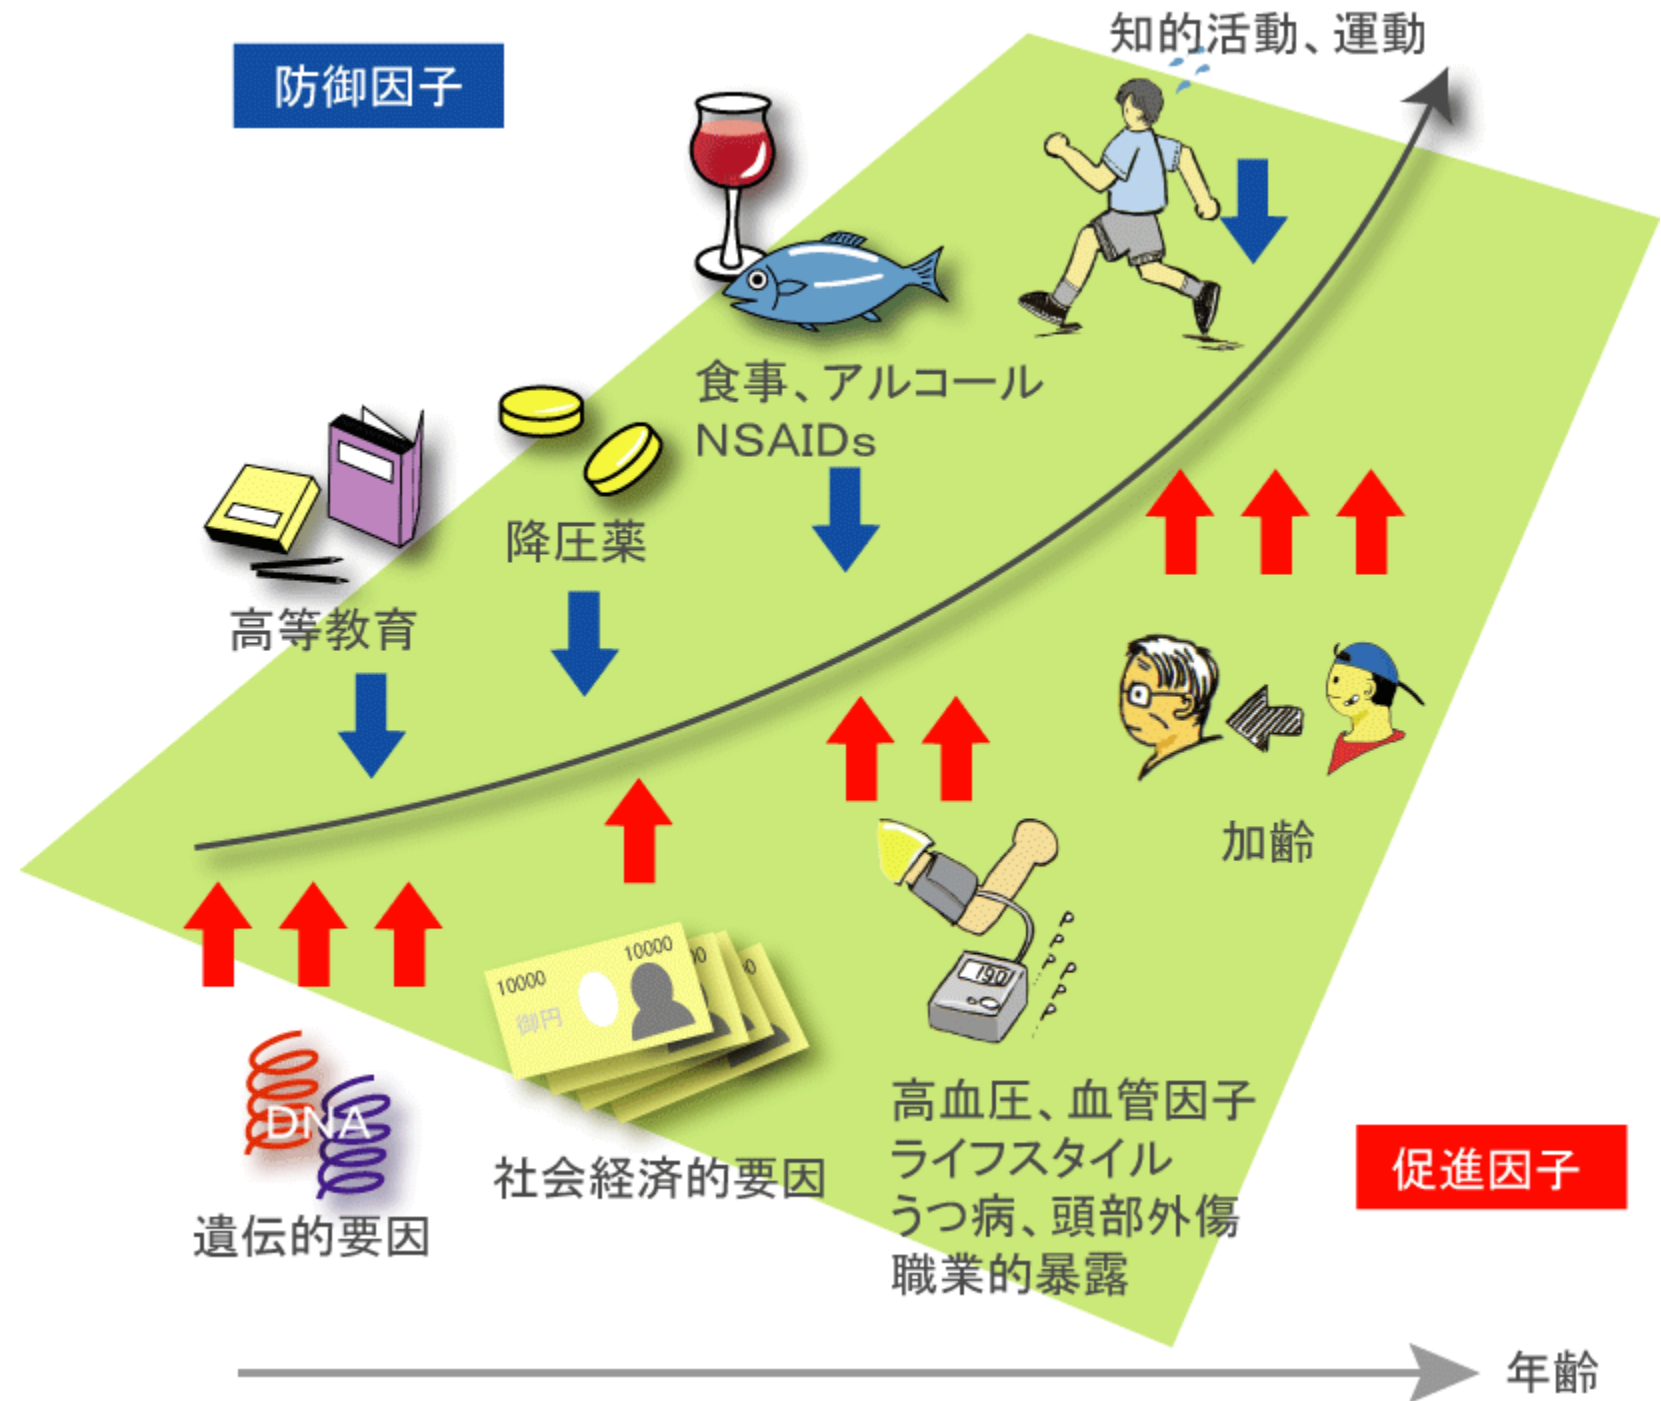 知的活動、運動
防御因子
食事、アルコール
NSAIDs
降圧薬
高等教育
加齢
10000
10000
御円
00
0
190
P
P
P
P
P
P
DNA
高血圧、血管因子
ライフスタイル
うつ病、頭部外傷
職業的暴露
社会経済的要因
遺伝的要因
促進因子
年齢